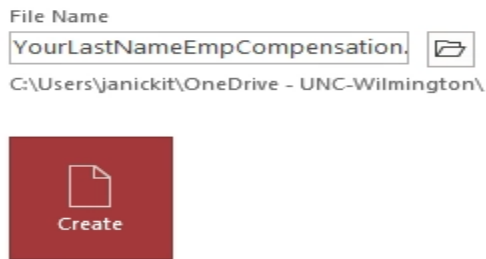 File Name
YourLastNameEmpCompensation.
C:\Users\janickit\OneDrive - UNC-Wilmington\
Create